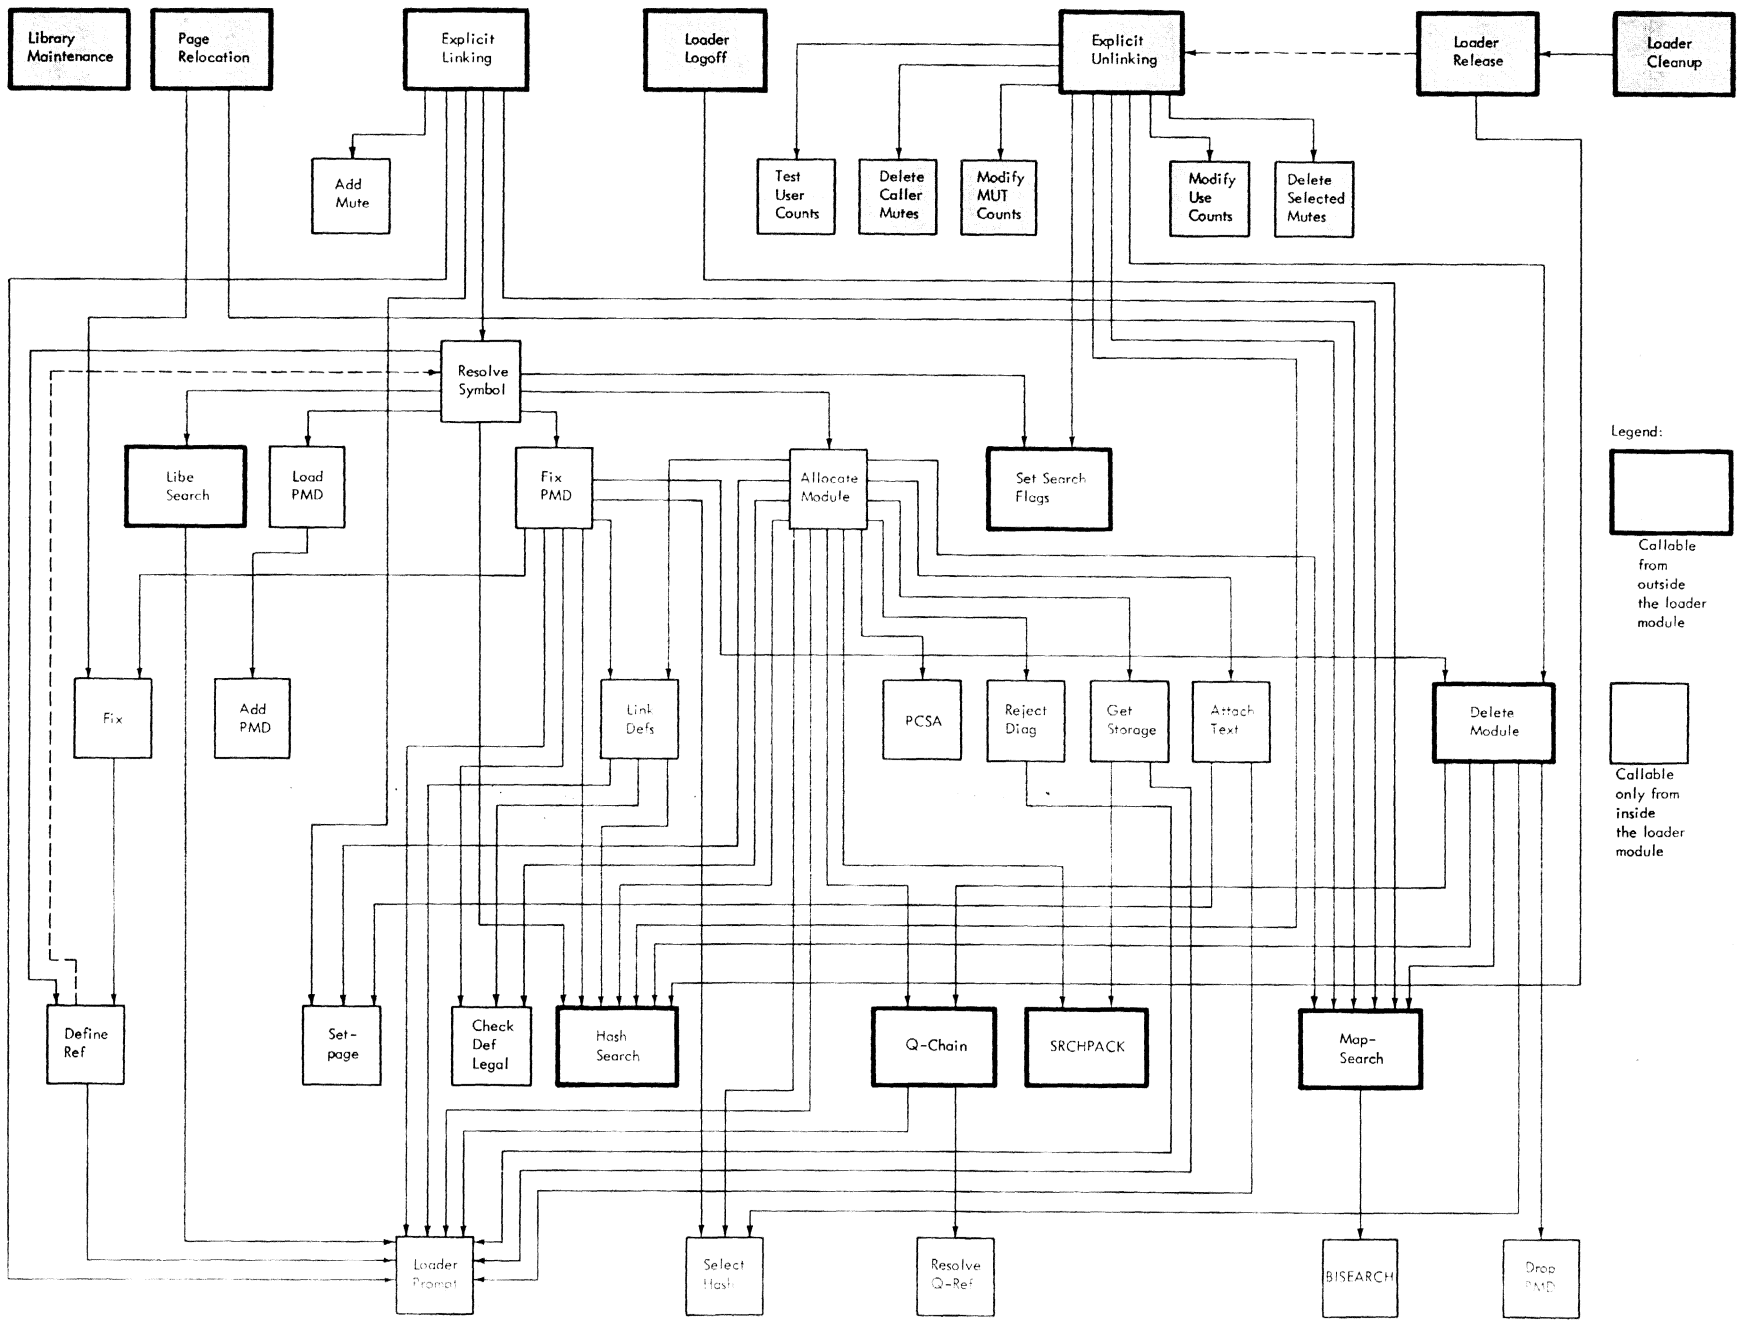 Library
Maintenance
Page
Relocation
Explicit
Linking
Loader
Logoff
Explicit
Unlinking
Loader
Release
Loader
Cleanup
Add
Mute
Test
User
Counts
Delete
Caller
Mutes
Modify
MUT
Counts
Modify
Use
Counts
Delete
Selected
Mutes
Resolve
Symbol
Libe
Search
Load
PMD
Fix
PMD
Allocate
Module
Set Search
Flags
Legend:
Callable
from
outside
the loader
module
Fix
Add
PMD
Link
Defs
PCSA
Reject
Diag
Get
Storage
Attach
Text
Delete
Module
Callable
only from
inside
the loader
module
Define
Ref
Set-
page
Check
Def
Legal
Hash
Search
Q-Chain
SRCHPACK
Map-
Search
Loader
Prompt
Select
Hash
Resolve
Q-Ref
BISEARCH
Drop
PMD